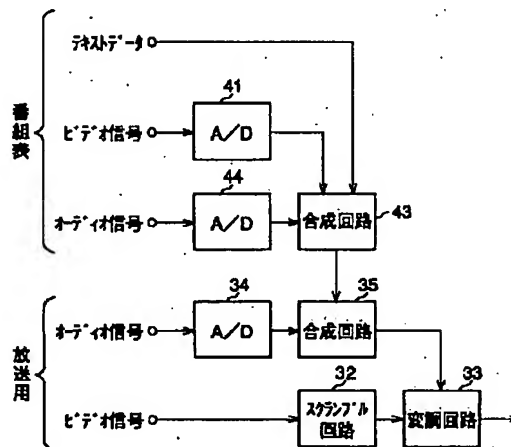 番組表
テキストデータ
ビデオ信号
41
A/D
オーディオ信号
44
A/D
合成回路
43
放送用
オーディオ信号
34
A/D
35
合成回路
ビデオ信号
32
スクランブル
回路
33
変調回路